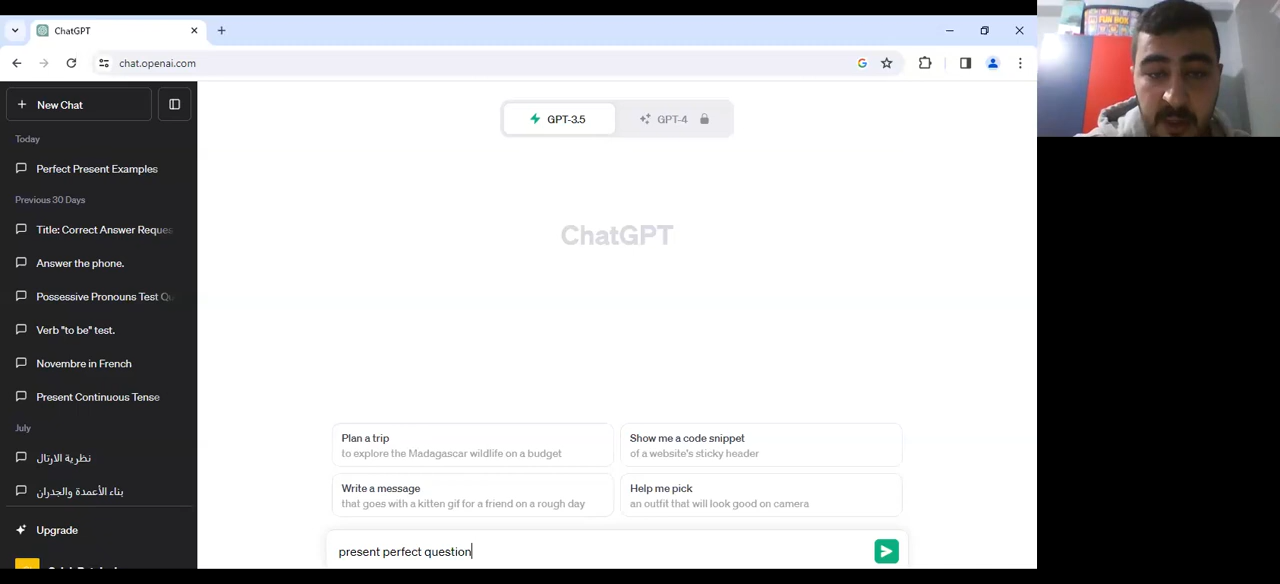 ChatGPT
chat.openai.com
New Chat
Today
Perfect Present Examples
Previous 30 Days
Title: Correct Answer Reques
Answer the phone.
Possessive Pronouns Test Qu
Verb "to be" test.
Novembre in French
Present Continuous Tense
July
نظرية الارتال
بناء الأعمدة والجدران
Upgrade
GPT-3.5
GPT-4
ChatGPT
Plan a trip
to explore the Madagascar wildlife on a budget
Show me a code snippet
of a website's sticky header
Write a message
that goes with a kitten gif for a friend on a rough day
Help me pick
an outfit that will look good on camera
present perfect question
FUN BOX